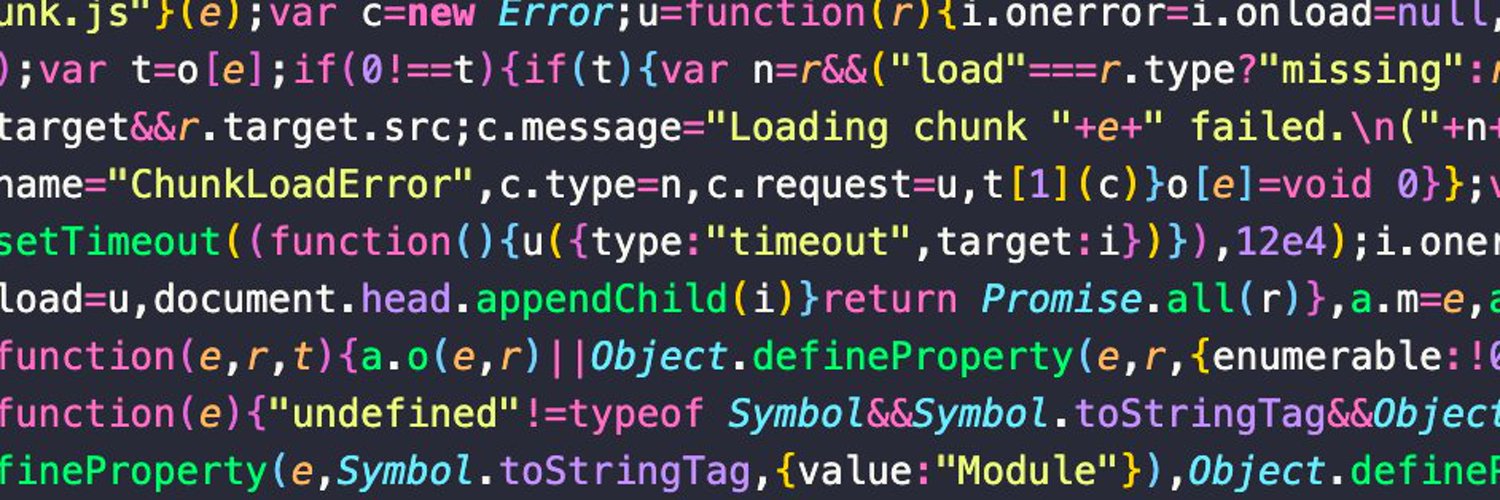 unk.js"}(e);var c=new Error;u=function(r){i.onerror=i.onload=null,
);var t=o[e];if(0!==t){if(t){var n=r&&("load"===r.type?"missing":r
target&&r.target.src;c.message="Loading chunk "+e+" failed.\n("+n+
name="ChunkLoadError",c.type=n,c.request=u,t[1](c)}o[e]=void 0}};v
setTimeout((function(){u({type:"timeout",target:i})}),12e4);i.oner
load=u,document.head.appendChild(i)}return Promise.all(r)},a.m=e,a
function(e,r,t){a.o(e,r)||Object.defineProperty(e,r,{enumerable:!0
function(e){"undefined"!=typeof Symbol&&Symbol.toStringTag&&Object
fineProperty(e,Symbol.toStringTag,{value:"Module"}),Object.defineP